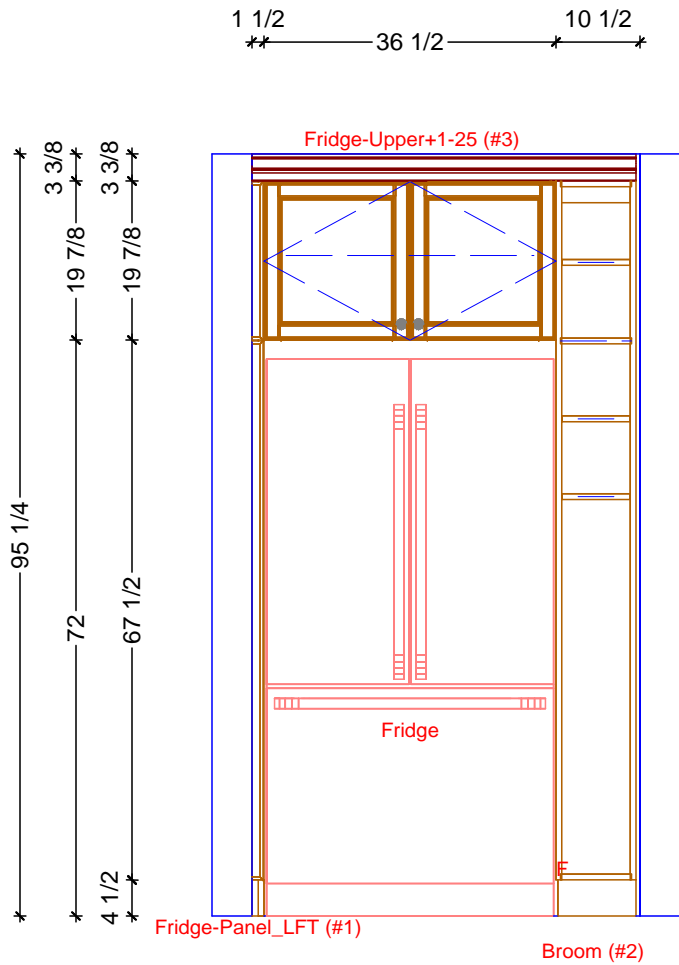 1 1/2
36 1/2
10 1/2
Fridge-Upper+1-25 (#3)
3 3/8
3 3/8
19 7/8
19 7/8
95 1/4
72
67 1/2
4 1/2
Fridge
F
Fridge-Panel_LFT (#1)
Broom (#2)